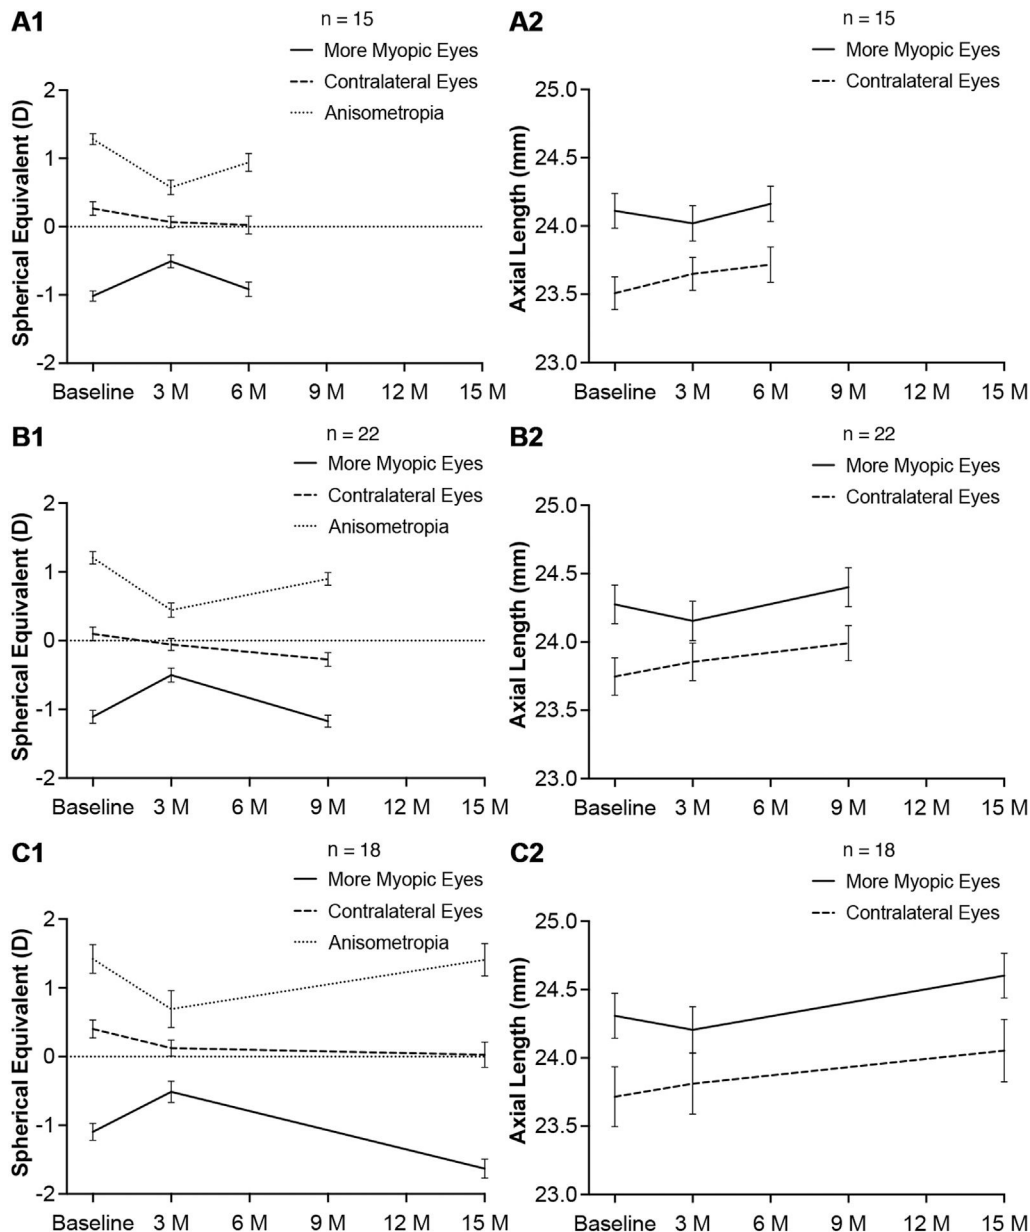 A1
n = 15
More Myopic Eyes
Contralateral Eyes
Anisometropia
Spherical Equivalent (D)
2
1
0
-1
-2
Baseline 3 M 6 M 9 M 12 M 15 M
A2
n = 15
More Myopic Eyes
Contralateral Eyes
Axial Length (mm)
25.0
24.5
24.0
23.5
23.0
Baseline 3 M 6 M 9 M 12 M 15 M
B1
n = 22
More Myopic Eyes
Contralateral Eyes
Anisometropia
Spherical Equivalent (D)
2
1
0
-1
-2
Baseline 3 M 6 M 9 M 12 M 15 M
B2
n = 22
More Myopic Eyes
Contralateral Eyes
Axial Length (mm)
25.0
24.5
24.0
23.5
23.0
Baseline 3 M 6 M 9 M 12 M 15 M
C1
n = 18
More Myopic Eyes
Contralateral Eyes
Anisometropia
Spherical Equivalent (D)
2
1
0
-1
-2
Baseline 3 M 6 M 9 M 12 M 15 M
C2
n = 18
More Myopic Eyes
Contralateral Eyes
Axial Length (mm)
25.0
24.5
24.0
23.5
23.0
Baseline 3 M 6 M 9 M 12 M 15 M